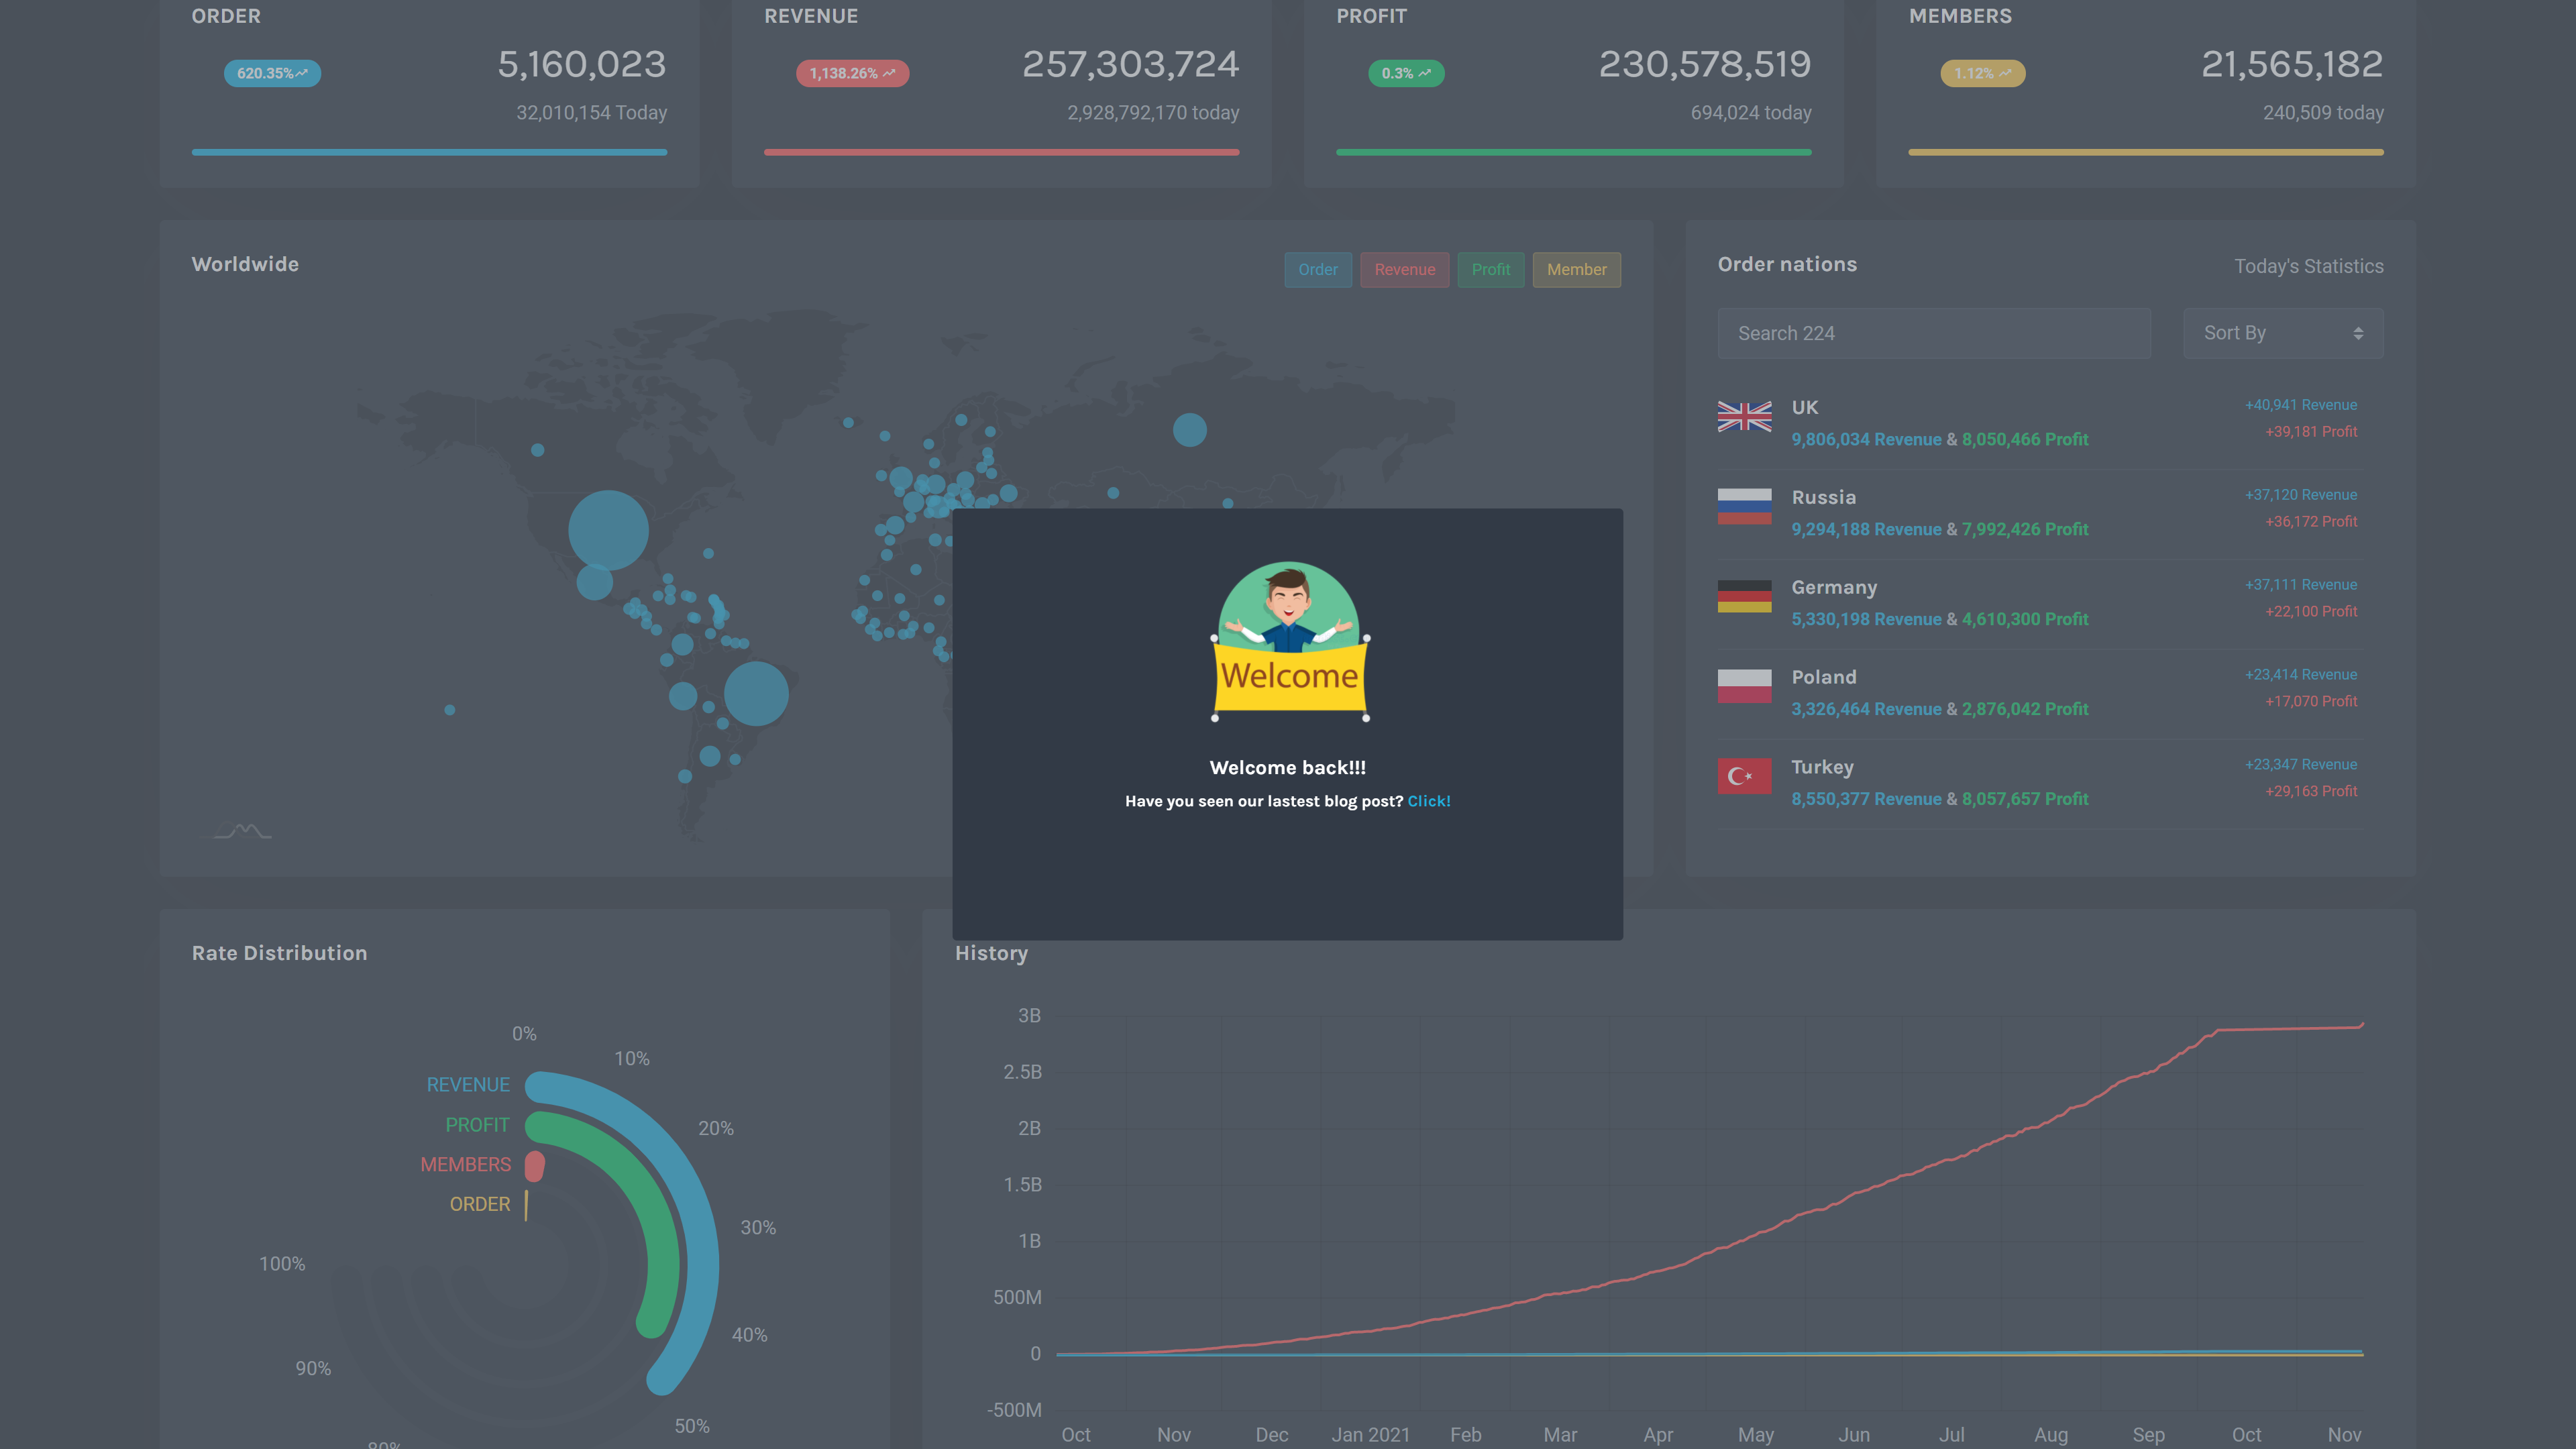 ORDER
620.35%
5,160,023
32,010,154 Today
REVENUE
1,138.26%
257,303,724
2,928,792,170 today
PROFIT
0.3%
230,578,519
694,024 today
MEMBERS
1.12%
21,565,182
240,509 today
Worldwide
Order
Revenue
Profit
Member
Order nations
Today's Statistics
Search 224
Sort By
UK
9,806,034 Revenue & 8,050,466 Profit
+40,941 Revenue
+39,181 Profit
Russia
9,294,188 Revenue & 7,992,426 Profit
+37,120 Revenue
+36,172 Profit
Germany
5,330,198 Revenue & 4,610,300 Profit
+37,111 Revenue
+22,100 Profit
Poland
3,326,464 Revenue & 2,876,042 Profit
+23,414 Revenue
+17,070 Profit
Turkey
8,550,377 Revenue & 8,057,657 Profit
+23,347 Revenue
+29,163 Profit
Welcome
Welcome back!!!
Have you seen our lastest blog post? Click!
Rate Distribution
0%
10%
20%
30%
40%
50%
80%
90%
100%
REVENUE
PROFIT
MEMBERS
ORDER
History
3B
2.5B
2B
1.5B
1B
500M
0
-500M
Oct
Nov
Dec
Jan 2021
Feb
Mar
Apr
May
Jun
Jul
Aug
Sep
Oct
Nov